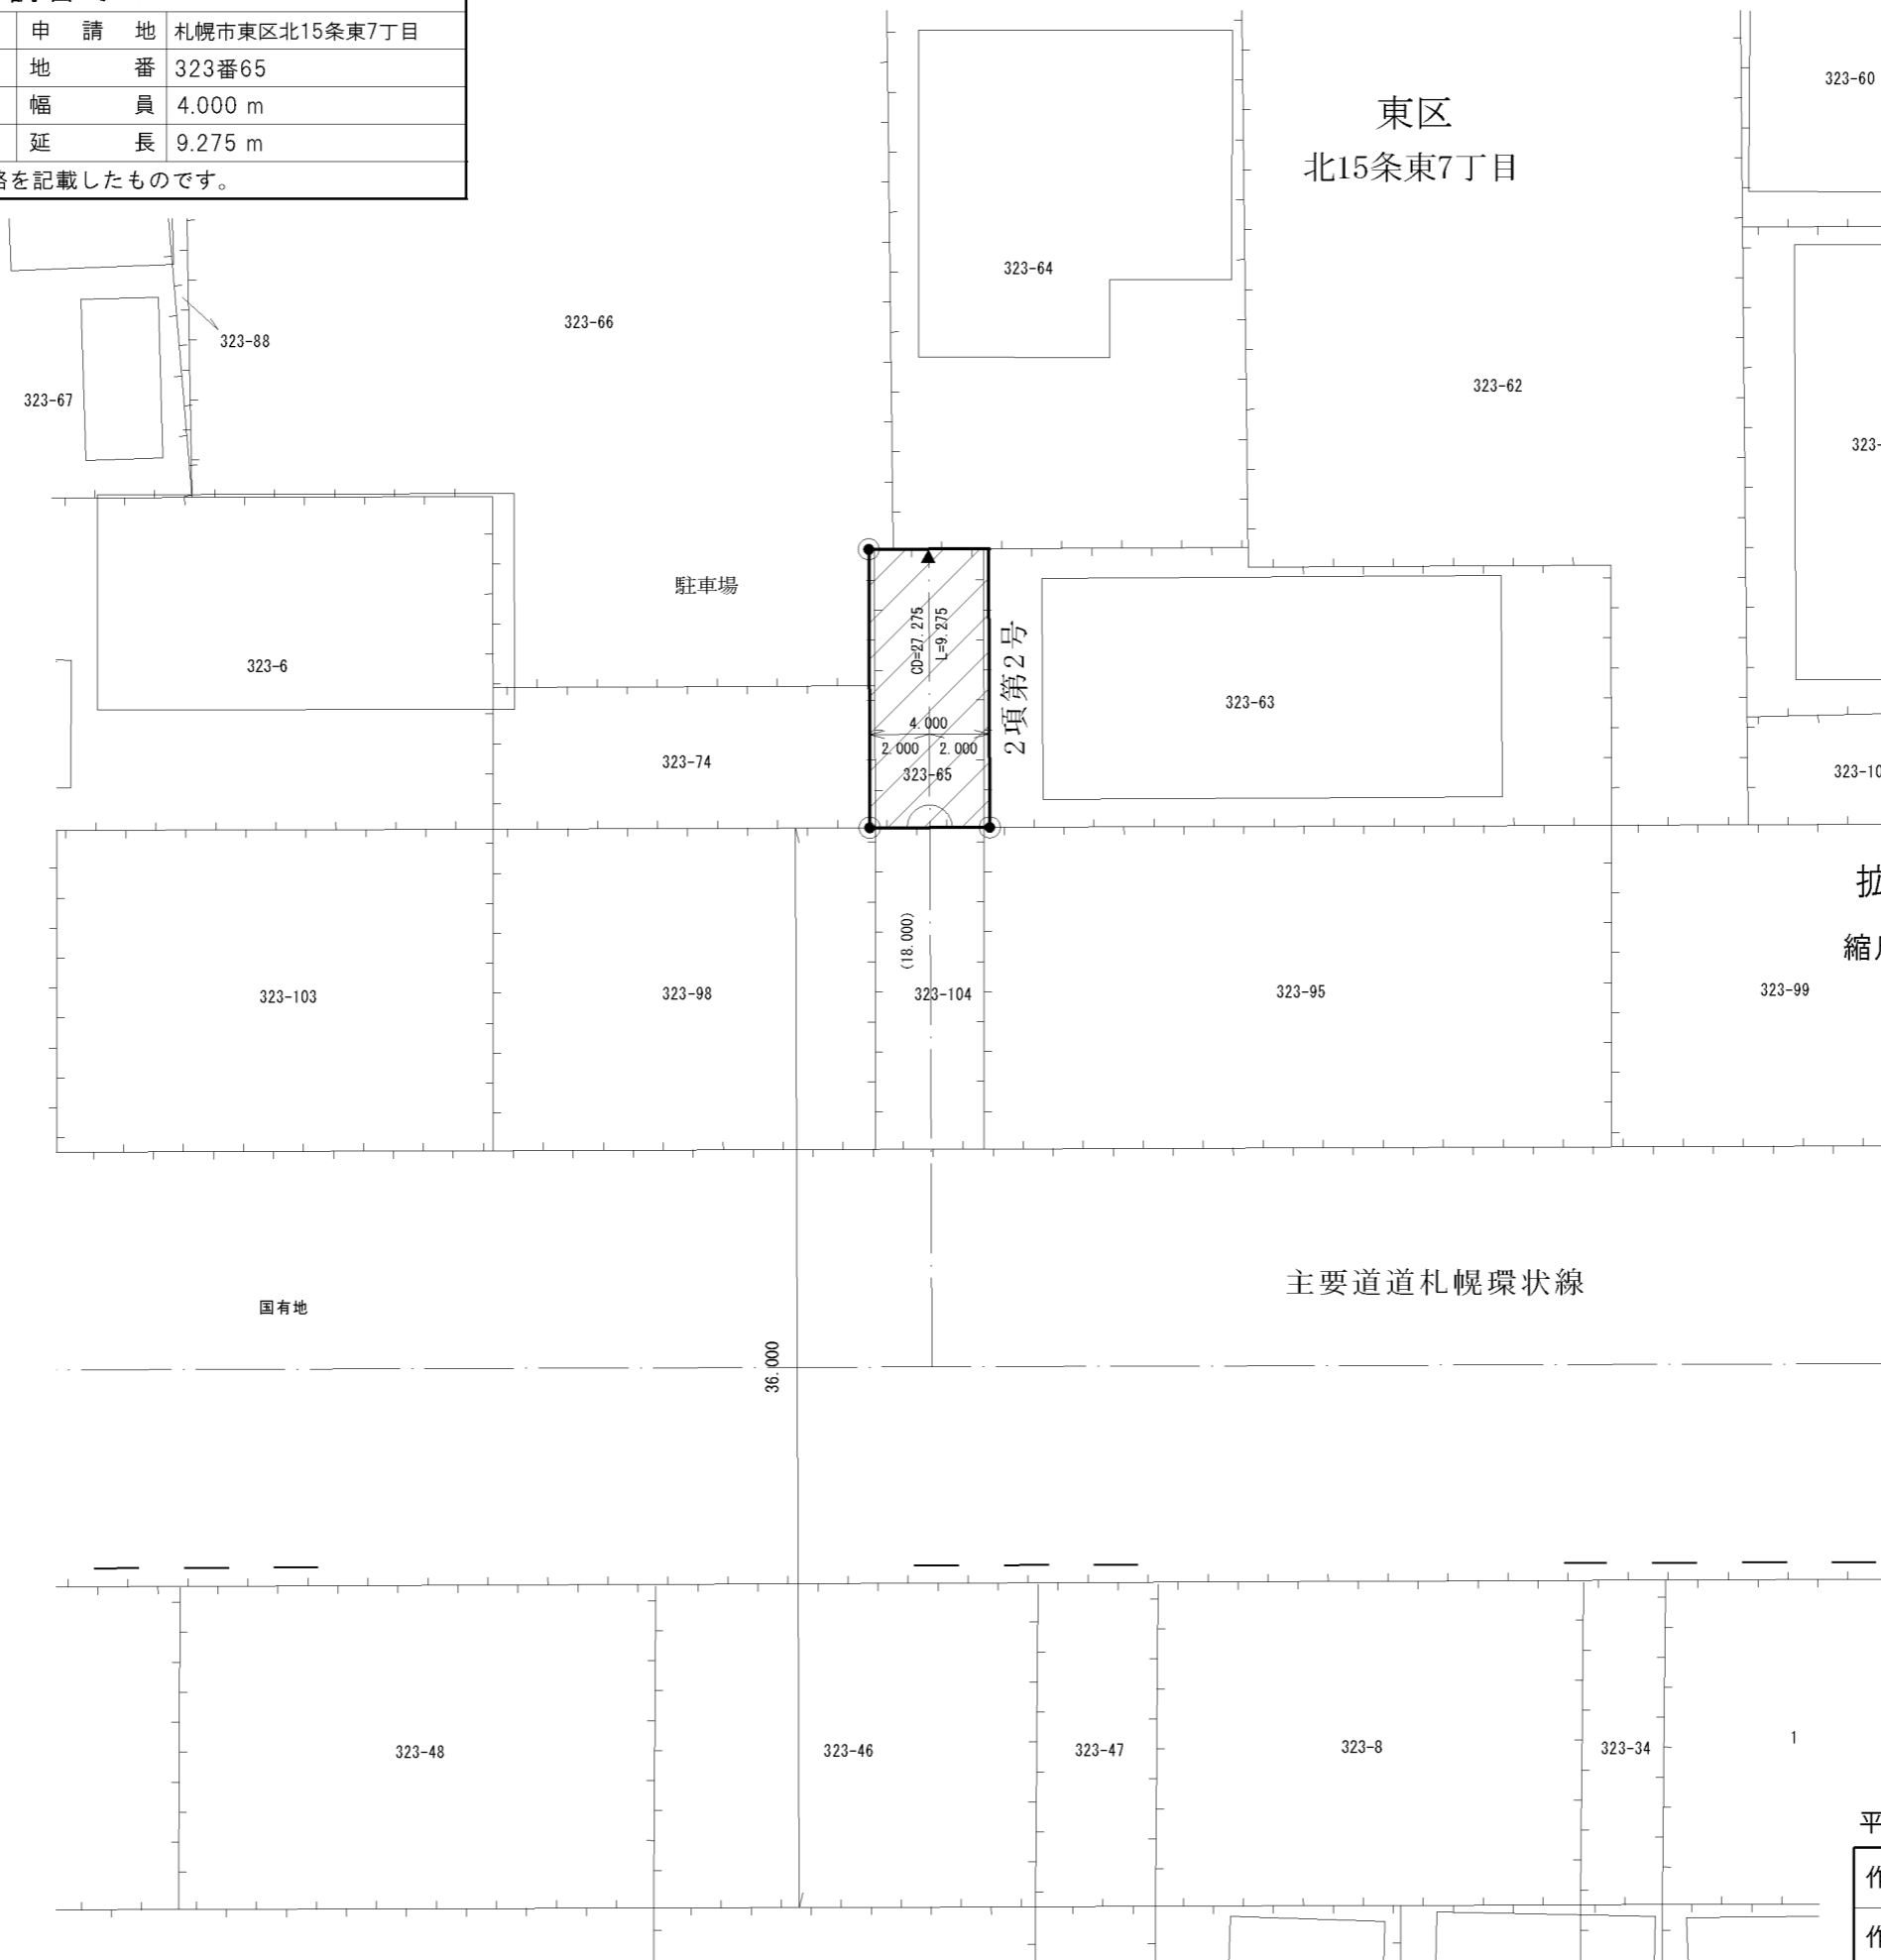 申請地 札幌市東区北15条東7丁目
地番 323番65
幅員 4.000 m
延長 9.275 m
を記載したものです。
東区
北15条東7丁目
323-60
323-64
323-66
323-88
323-67
323-62
323-
駐車場
323-6
CD=27.275
L=9.275
2項第2号
323-63
4.000
2.000 2.000
323-74
323-65
323-10
(18.000)
縮
323-103
323-98
323-104
323-95
323-99
主要道道札幌環状線
国有地
36.000
323-48
323-46
323-47
323-8
323-34
1
平
作
作